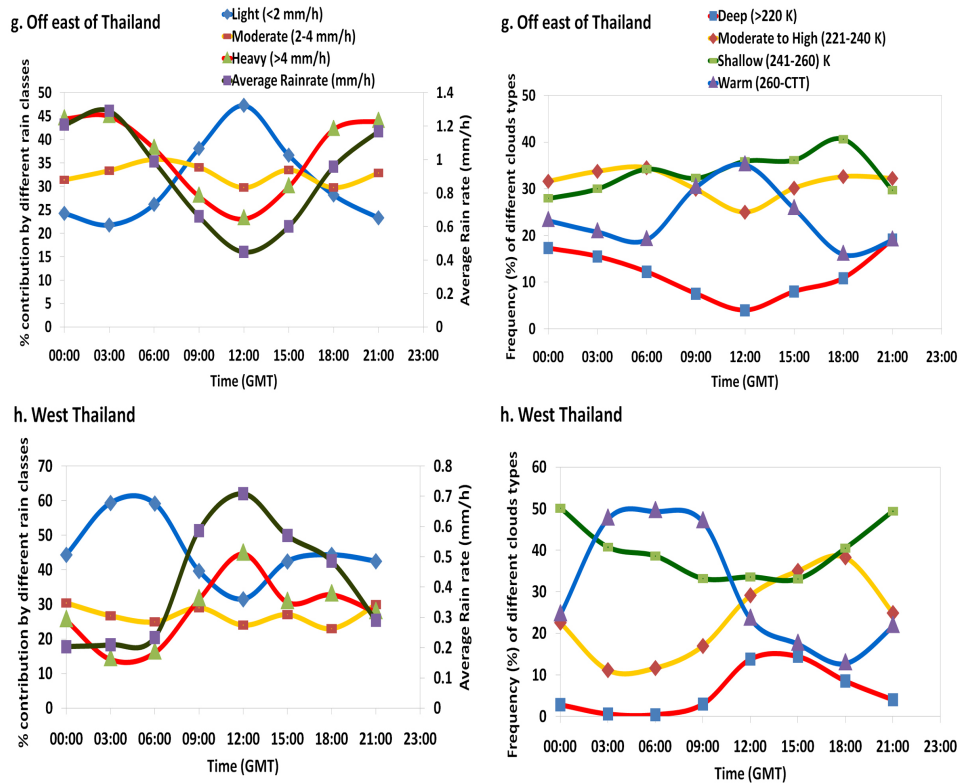 g. Off east of Thailand
Light (<2 mm/h)
Moderate (2-4 mm/h)
Heavy (>4 mm/h)
Average Rainrate (mm/h)
% contribution by different rain classes
50
45
40
35
30
25
20
15
10
5
0
1.4
1.2
1
0.8
0.6
0.4
0.2
0
Average Rain rate (mm/h)
00:00 03:00 06:00 09:00 12:00 15:00 18:00 21:00 23:00
Time (GMT)
g. Off east of Thailand
Deep (>220 K)
Moderate to High (221-240 K)
Shallow (241-260) K
Warm (260-CTT)
Frequency (%) of different clouds types
50
40
30
20
10
0
00:00 03:00 06:00 09:00 12:00 15:00 18:00 21:00 23:00
Time (GMT)
h. West Thailand
% contribution by different rain classes
70
60
50
40
30
20
10
0
0.8
0.7
0.6
0.5
0.4
0.3
0.2
0.1
0
Average Rain rate (mm/h)
00:00 03:00 06:00 09:00 12:00 15:00 18:00 21:00 23:00
Time (GMT)
h. West Thailand
Frequency (%) of different clouds types
60
50
40
30
20
10
0
00:00 03:00 06:00 09:00 12:00 15:00 18:00 21:00 23:00
Time (GMT)